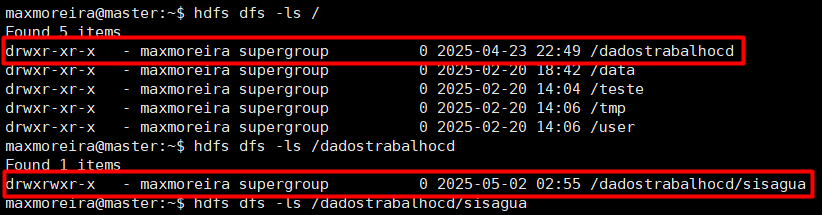 maxmoreira@master:~$ hdfs dfs -ls /
Found 5 items
drwxr-xr-x   - maxmoreira supergroup          0 2025-04-23 22:49 /dadostrabalhocd
drwxr-xr-x   - maxmoreira supergroup          0 2025-02-20 18:42 /data
drwxr-xr-x   - maxmoreira supergroup          0 2025-02-20 14:04 /teste
drwxr-xr-x   - maxmoreira supergroup          0 2025-02-20 14:06 /tmp
drwxr-xr-x   - maxmoreira supergroup          0 2025-02-20 14:06 /user
maxmoreira@master:~$ hdfs dfs -ls /dadostrabalhocd
Found 1 items
drwxrwxr-x   - maxmoreira supergroup          0 2025-05-02 02:55 /dadostrabalhocd/sisagua
maxmoreira@master:~$ hdfs dfs -ls /dadostrabalhocd/sisagua